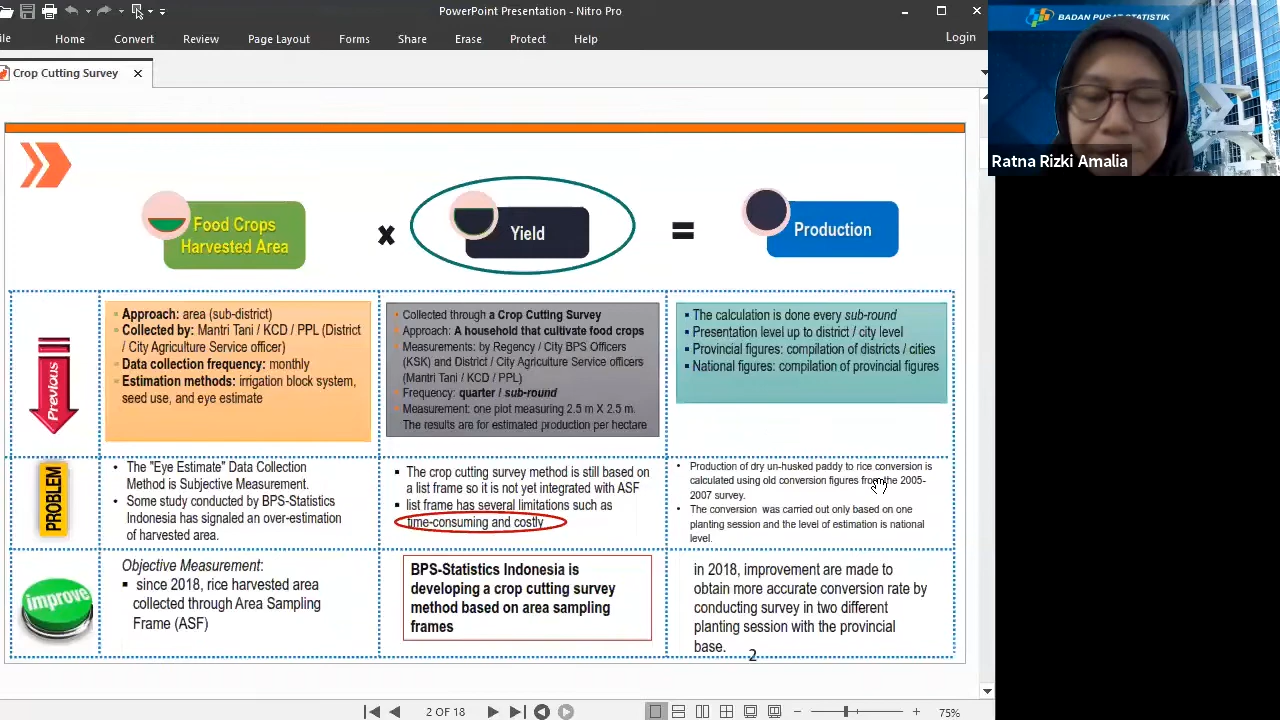 PowerPoint Presentation - Nitro Pro
ile
Home
Convert
Review
Page Layout
Forms
Share
Erase
Protect
Help
Login
Crop Cutting Survey
BADAN PUSAT STATISTIK
Ratna Rizki Amalia
Food Crops
Harvested Area
x
Yield
=
Production
Previous
Approach: area (sub-district)
Collected by: Mantri Tani / KCD / PPL (District
/ City Agriculture Service officer)
Data collection frequency: monthly
Estimation methods: irrigation block system,
seed use, and eye estimate
Collected through a Crop Cutting Survey
Approach: A household that cultivate food crops
Measurements: by Regency / City BPS Officers
(KSK) and District / City Agriculture Service officers
(Mantri Tani / KCD / PPL)
Frequency: quarter / sub-round
Measurement: one plot measuring 2.5 m X 2.5 m.
The results are for estimated production per hectare
The calculation is done every sub-round
Presentation level up to district / city level
Provincial figures: compilation of districts / cities
National figures: compilation of provincial figures
PROBLEM
The "Eye Estimate" Data Collection
Method is Subjective Measurement.
Some study conducted by BPS-Statistics
Indonesia has signaled an over-estimation
of harvested area.
The crop cutting survey method is still based on
a list frame so it is not yet integrated with ASF
list frame has several limitations such as
time-consuming and costly
Production of dry un-husked paddy to rice conversion is
calculated using old conversion figures from the 2005-
2007 survey.
The conversion was carried out only based on one
planting session and the level of estimation is national
level.
improve
Objective Measurement:
since 2018, rice harvested area
collected through Area Sampling
Frame (ASF)
BPS-Statistics Indonesia is
developing a crop cutting survey
method based on area sampling
frames
in 2018, improvement are made to
obtain more accurate conversion rate by
conducting survey in two different
planting session with the provincial
base.
2
2 OF 18
75%